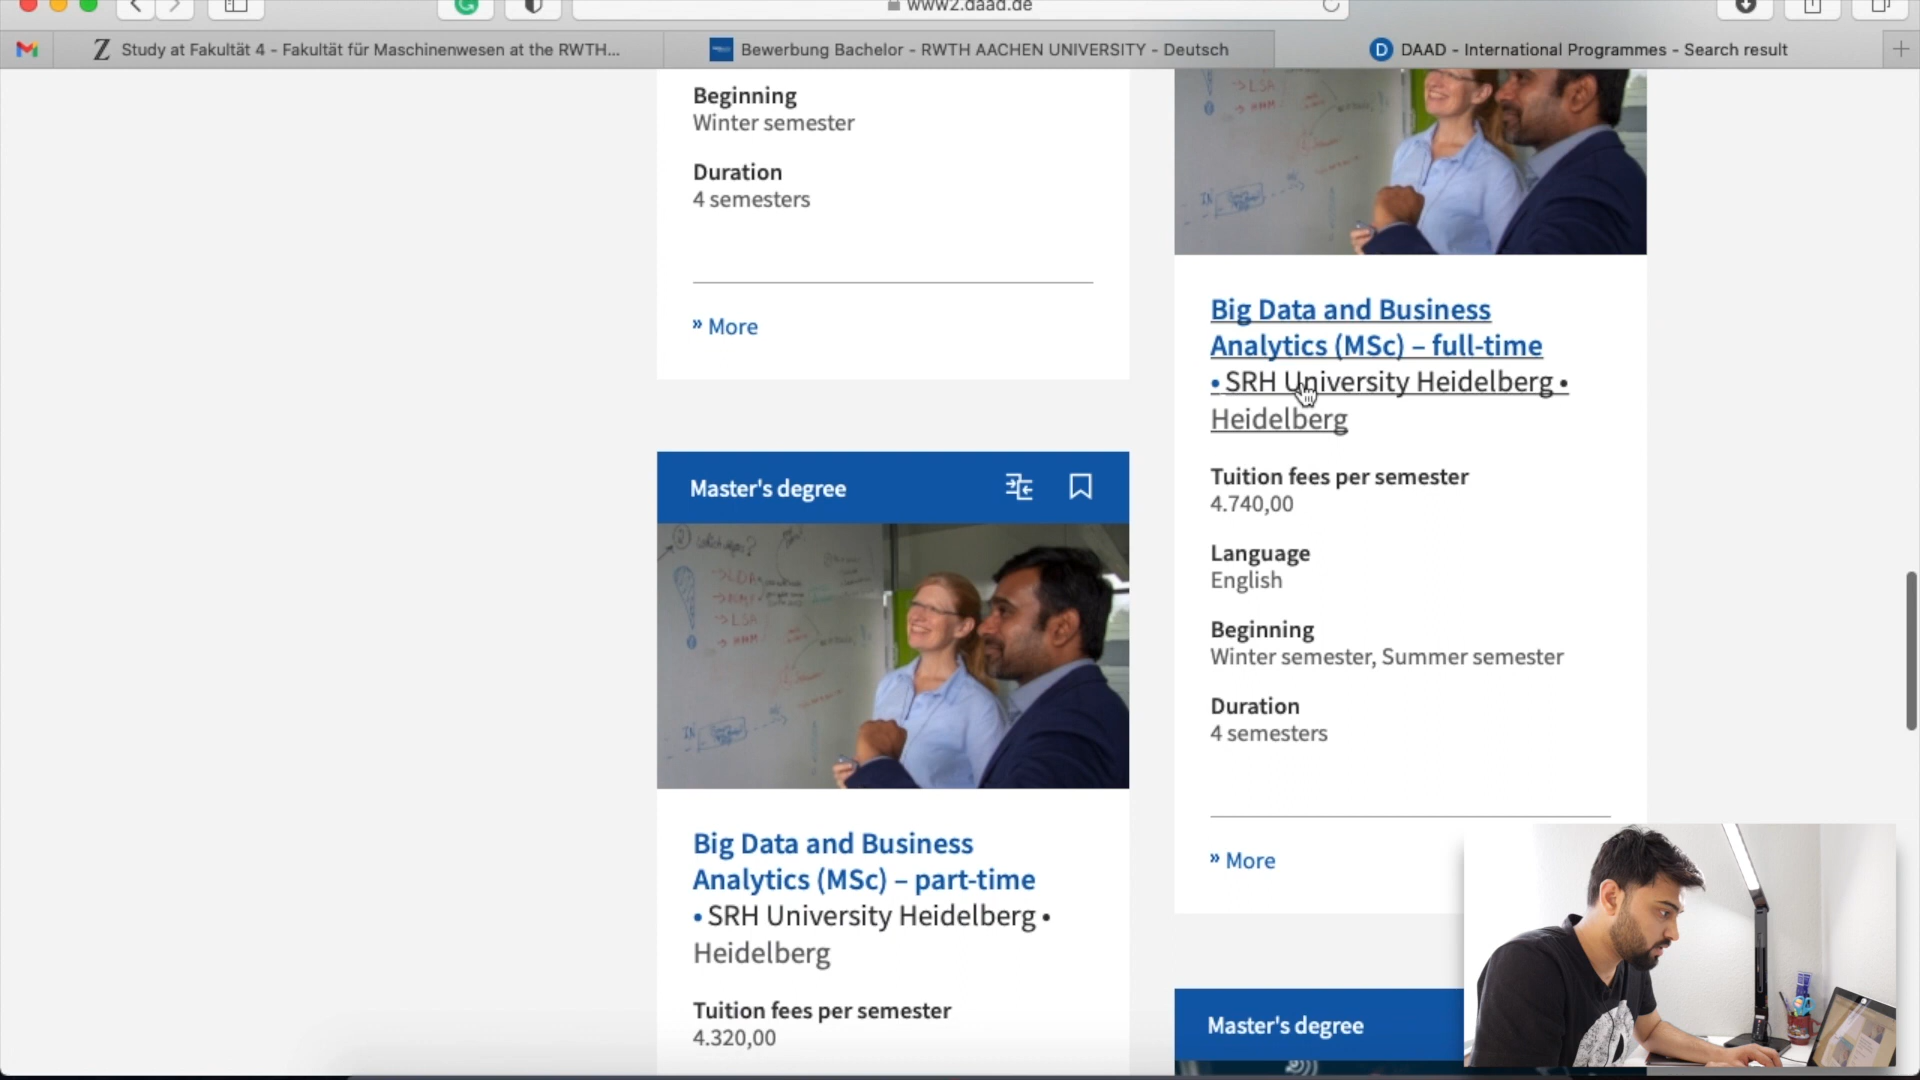 www2.daad.de
Study at Fakultät 4 - Fakultät für Maschinenwesen at the RWTH...
Bewerbung Bachelor - RWTH AACHEN UNIVERSITY - Deutsch
D
DAAD - International Programmes - Search result
Beginning
Winter semester
Duration
4 semesters
» More
Master's degree
Big Data and Business
Analytics (MSc) – part-time
• SRH University Heidelberg •
Heidelberg
Tuition fees per semester
4.320,00
Big Data and Business
Analytics (MSc) – full-time
• SRH University Heidelberg •
Heidelberg
Tuition fees per semester
4.740,00
Language
English
Beginning
Winter semester, Summer semester
Duration
4 semesters
» More
Master's degree